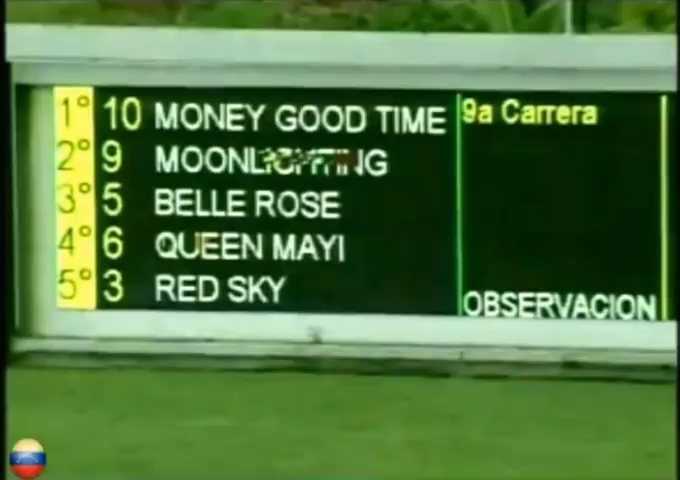 1° 10 MONEY GOOD TIME 9a Carrera
2° 9 MOONLIGHTING
3° 5 BELLE ROSE
4° 6 QUEEN MAYI
5° 3 RED SKY OBSERVACION